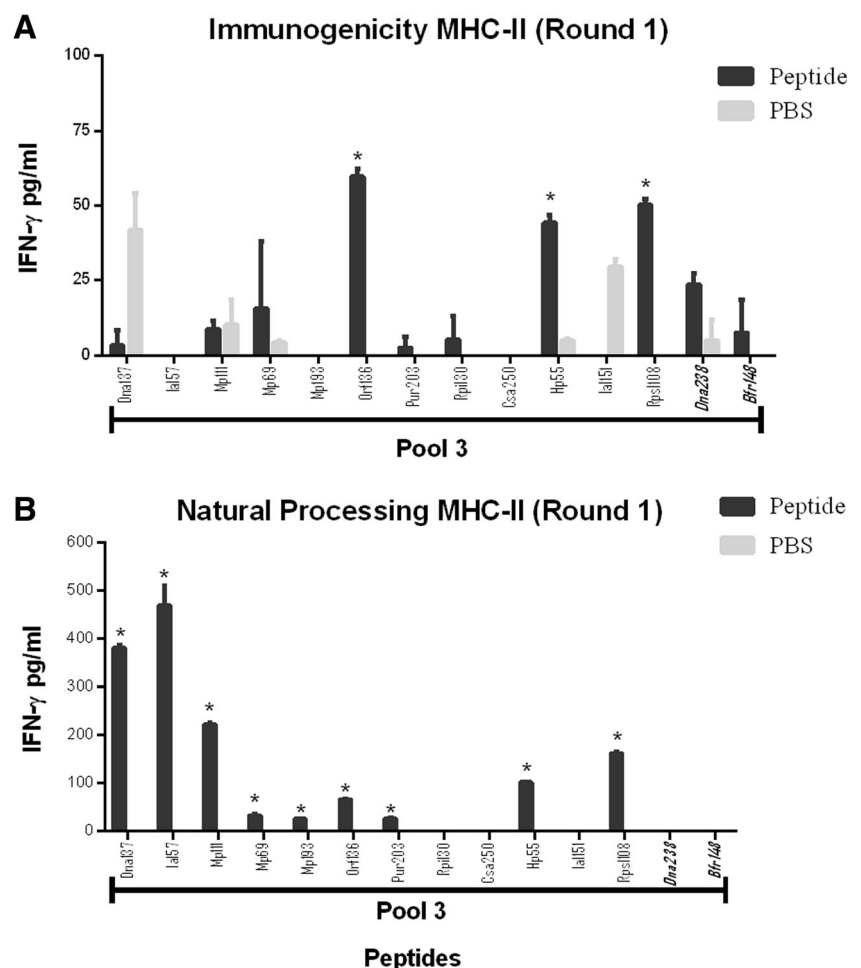 A
Immunogenicity MHC-II (Round 1)
100
75
50
25
0
IFN-γ pg/ml
Peptide
PBS
*
*
*
Dna137
Ial57
Mp111
Mp69
Mp193
Orf136
Pur203
Rpil30
Csa250
Hp55
Ial151
Rpsl108
Dna238
Bfr148
Pool 3
B
Natural Processing MHC-II (Round 1)
600
500
400
300
200
100
0
IFN-γ pg/ml
Peptide
PBS
*
*
*
*
*
*
*
*
*
Dna137
Ial57
Mp111
Mp69
Mp193
Orf136
Pur203
Rpil30
Csa250
Hp55
Ial151
Rpsl108
Dna238
Bfr148
Pool 3
Peptides